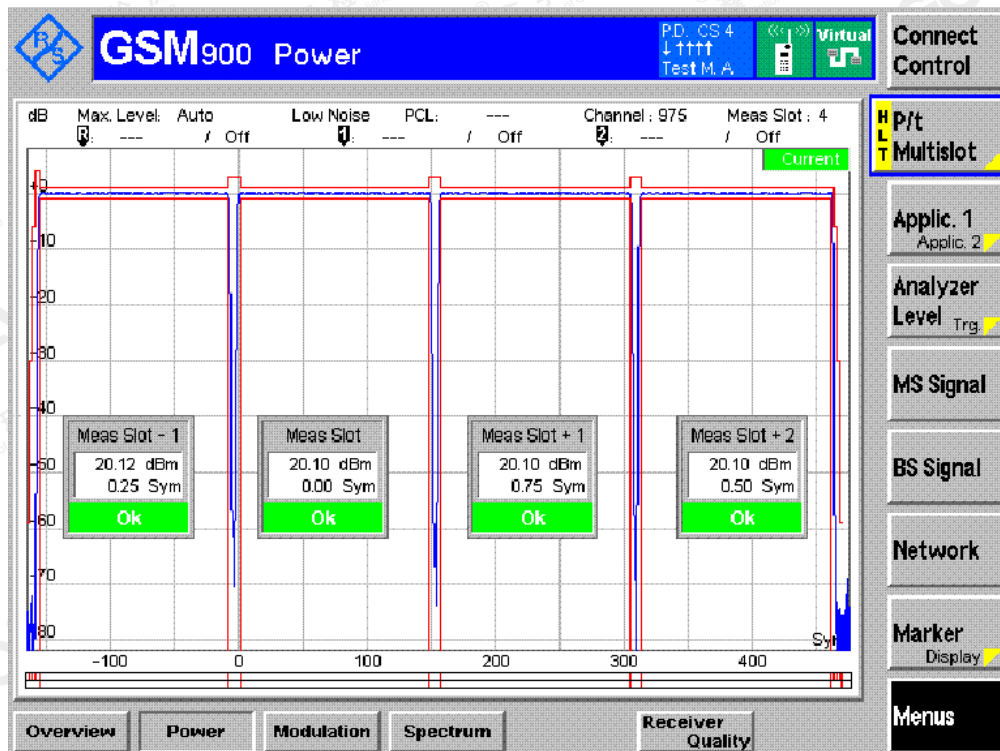 R S
GSM900 Power
P.D. CS 4
Test M. A.
Virtual
Connect Control
dB Max. Level: Auto Low Noise PCL: --- Channel : 975 Meas Slot : 4
R: --- / Off 1: --- / Off 2: --- / Off
Current
HLT
P/t Multislot
Applic. 1
Applic. 2
Analyzer Level
Trg.
MS Signal
BS Signal
Network
Marker
Display
Menus
+0
-10
-20
-30
-40
-50
-60
-70
-80
Meas Slot - 1
20.12 dBm
0.25 Sym
Ok
Meas Slot
20.10 dBm
0.00 Sym
Ok
Meas Slot + 1
20.10 dBm
0.75 Sym
Ok
Meas Slot + 2
20.10 dBm
0.50 Sym
Ok
-100 0 100 200 300 400
Overview Power Modulation Spectrum Receiver Quality